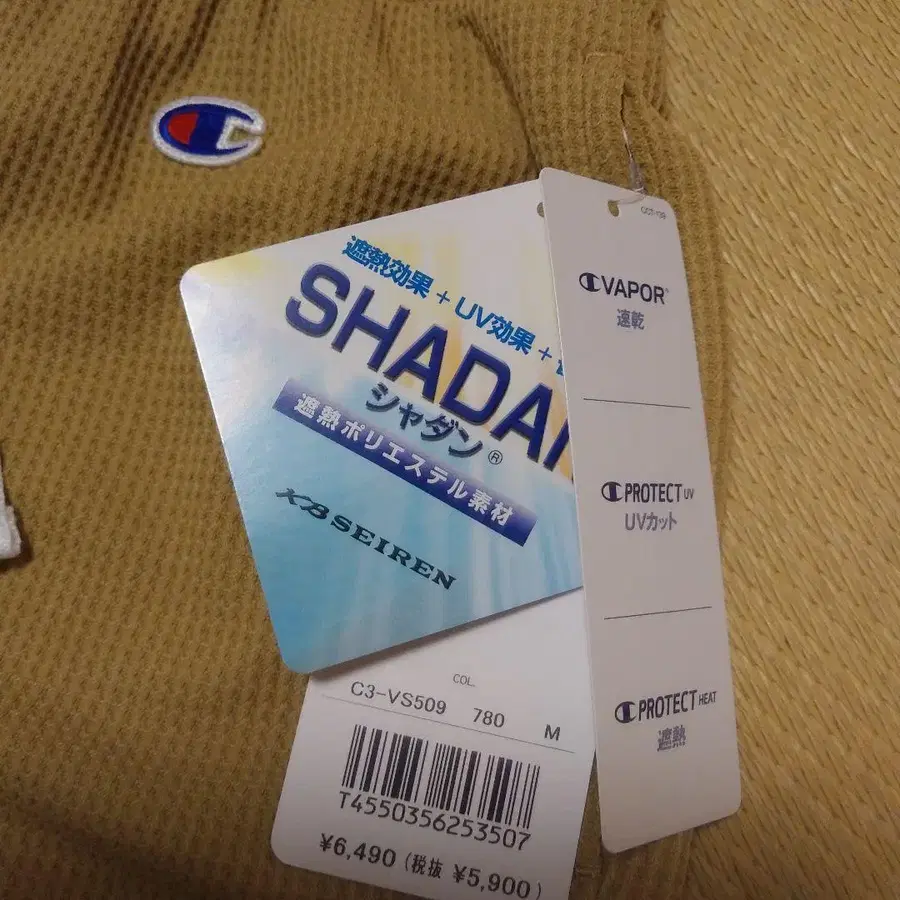 遮熱効果 + UV効果 +
SHADAN
シャダン®
遮熱ポリエステル素材
KB SEIREN
VAPOR®
速乾
PROTECT UV
UVカット
PROTECT HEAT
遮熱
COL.
C3-VS509 780 M
T4550356253507
¥6,490 (税抜 ¥5,900)